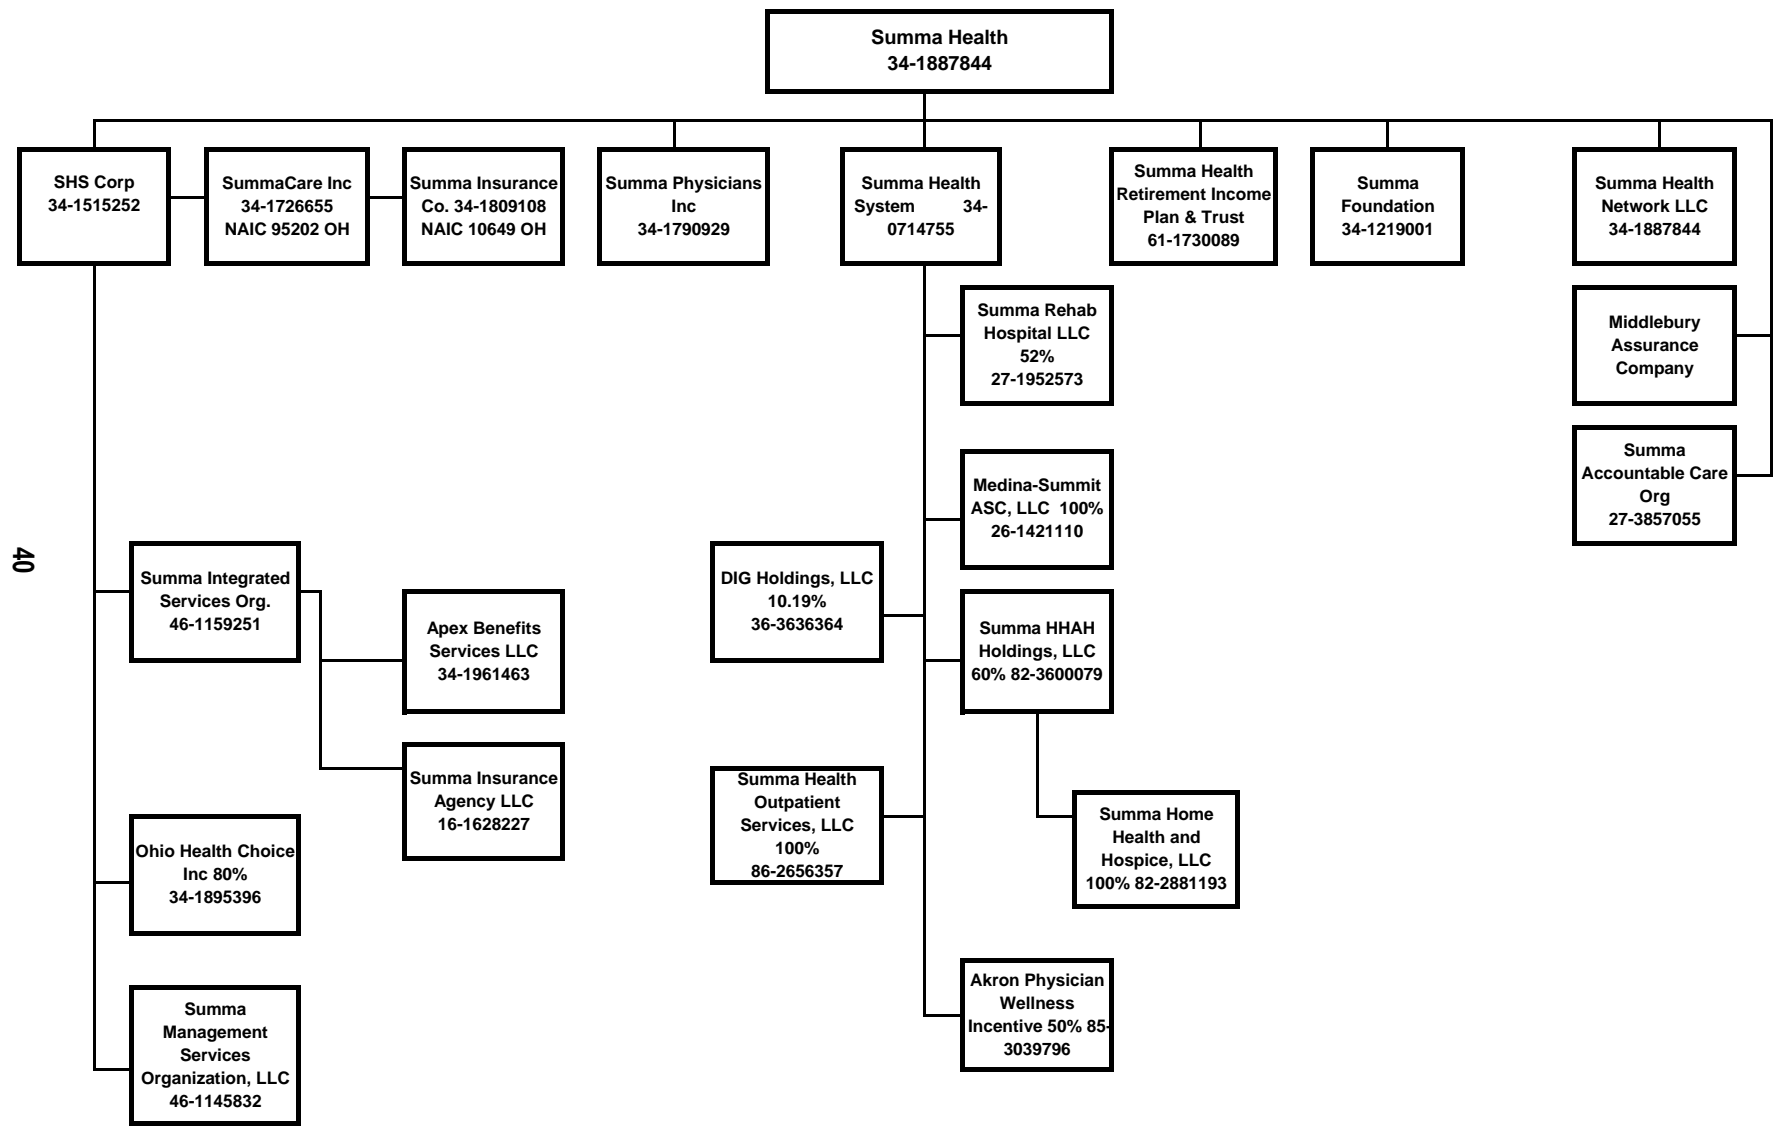 Summa Health
34-1887844
SHS Corp
34-1515252
SummaCare Inc
34-1726655
NAIC 95202 OH
Summa Insurance
Co. 34-1809108
NAIC 10649 OH
Summa Physicians
Inc
34-1790929
Summa Health
System 34-
0714755
Summa Health
Retirement Income
Plan & Trust
61-1730089
Summa
Foundation
34-1219001
Summa Health
Network LLC
34-1887844
Summa Rehab
Hospital LLC
52%
27-1952573
Middlebury
Assurance
Company
Medina-Summit
ASC, LLC 100%
26-1421110
Summa
Accountable Care
Org
27-3857055
40
Summa Integrated
Services Org.
46-1159251
Apex Benefits
Services LLC
34-1961463
DIG Holdings, LLC
10.19%
36-3636364
Summa HHAH
Holdings, LLC
60% 82-3600079
Summa Insurance
Agency LLC
16-1628227
Summa Health
Outpatient
Services, LLC
100%
86-2656357
Summa Home
Health and
Hospice, LLC
100% 82-2881193
Ohio Health Choice
Inc 80%
34-1895396
Akron Physician
Wellness
Incentive 50% 85-
3039796
Summa
Management
Services
Organization, LLC
46-1145832